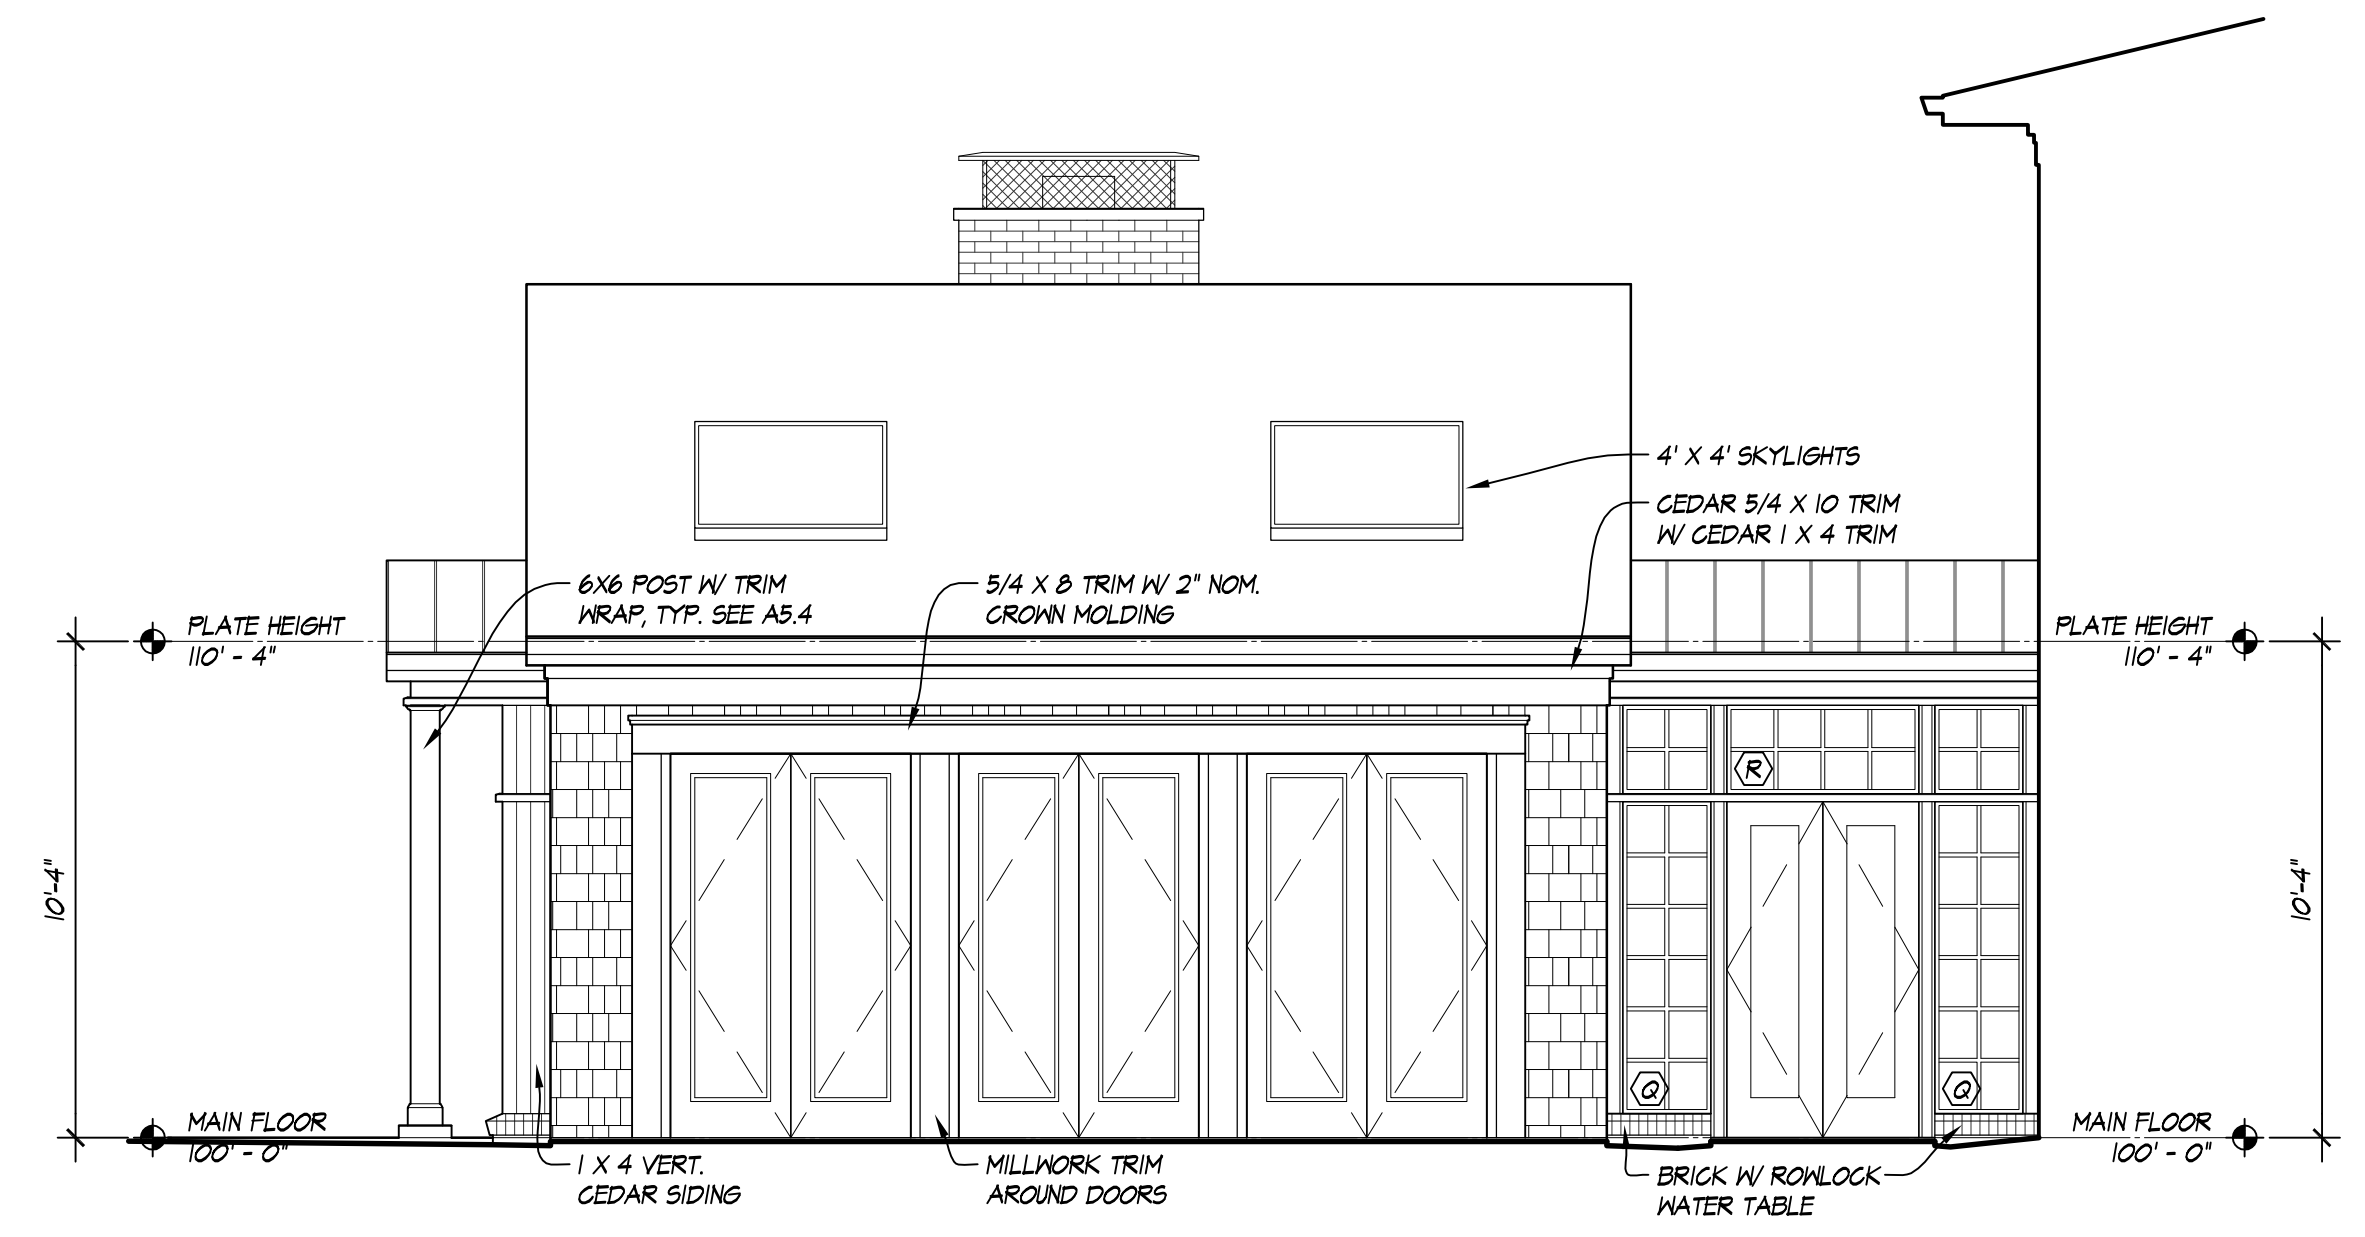 4' X 4' SKYLIGHTS
CEDAR 5/4 X 10 TRIM
W/ CEDAR 1 X 4 TRIM
6X6 POST W/ TRIM
WRAP, TYP. SEE A5.4
5/4 X 8 TRIM W/ 2" NOM.
CROWN MOLDING
PLATE HEIGHT
110' - 4"
PLATE HEIGHT
110' - 4"
R
10'-4"
10'-4"
Q
Q
MAIN FLOOR
100' - 0"
MAIN FLOOR
100' - 0"
1 X 4 VERT.
CEDAR SIDING
MILLWORK TRIM
AROUND DOORS
BRICK W/ ROWLOCK
WATER TABLE